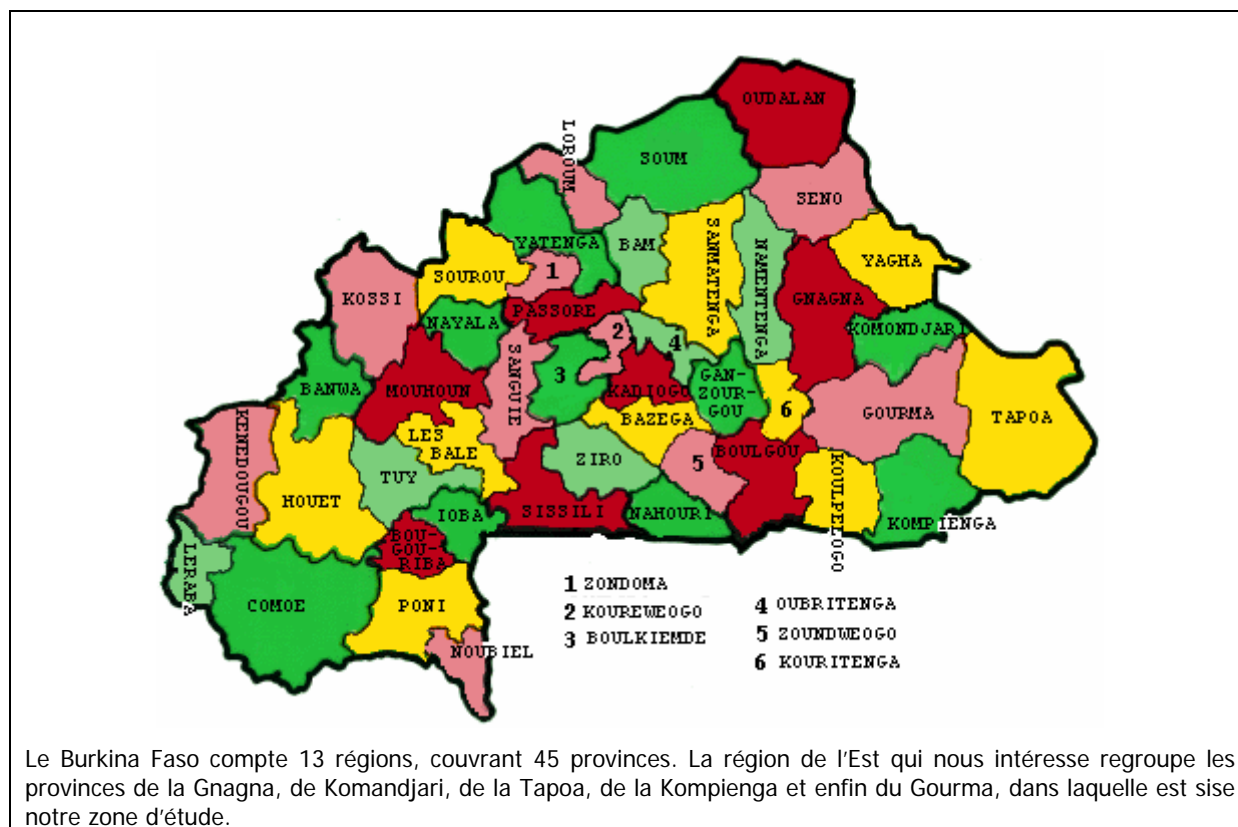 OUDALAN
LOROUM
SOUM
SENO
YATENGA
BAM
SANMATENGA
NAMENTENGA
YAGHA
SOUROU
1
KOSSI
GNAGNA
PASSORE
NAYALA
2
KOMONDJARI
4
SANGUIE
3
BANWA
MOUHOUN
KADIOGO
GAN-
ZOUR-
GOU
6
GOURMA
TAPOA
KENEDOUGOU
LES
BALE
BAZEGA
BOULGOU
ZIRO
5
KOULPELOGO
TUY
HOUET
IOBA
SISSILI
NAHOURI
KOMPIENGA
BOU-
GOU-
RIBA
LERABA
COMOE
PONI
NOUBIEL
1 ZONDOMA
2 KOUREWEOGO
3 BOULKIEMDE
4 OUBRITENGA
5 ZOUNDWEOGO
6 KOURITENGA
Le Burkina Faso compte 13 régions, couvrant 45 provinces. La région de l'Est qui nous intéresse regroupe les
provinces de la Gnagna, de Komandjari, de la Tapoa, de la Kompienga et enfin du Gourma, dans laquelle est sise
notre zone d'étude.